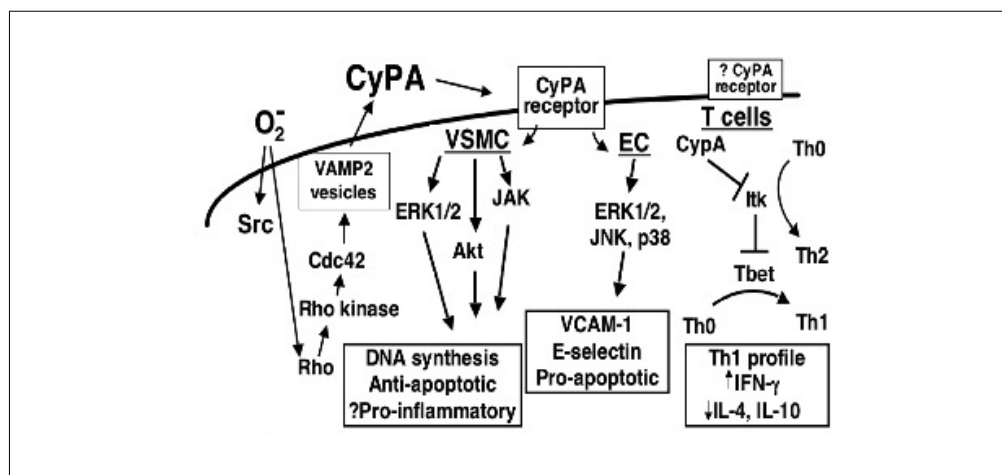 CyPA
CyPA
receptor
? CyPA
receptor
O₂⁻
VAMP2
vesicles
Src
Cdc42
Rho kinase
Rho
VSMC
ERK1/2
Akt
JAK
DNA synthesis
Anti-apoptotic
?Pro-inflammatory
EC
ERK1/2,
JNK, p38
VCAM-1
E-selectin
Pro-apoptotic
T cells
CypA
Th0
Itk
Th2
Tbet
Th0
Th1
Th1 profile
↑IFN-γ
↓IL-4, IL-10